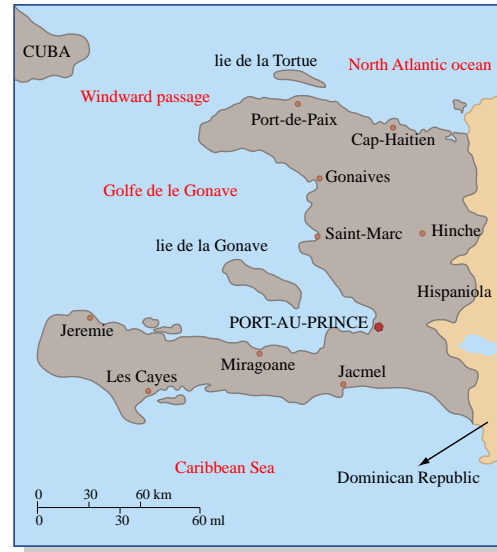 CUBA
lie de la Tortue
North Atlantic ocean
Windward passage
Port-de-Paix
Cap-Haitien
Gonaives
Golfe de le Gonave
Saint-Marc
Hinche
lie de la Gonave
Hispaniola
PORT-AU-PRINCE
Jeremie
Miragoane
Les Cayes
Jacmel
Caribbean Sea
Dominican Republic
0 30 60 km
0 30 60 ml